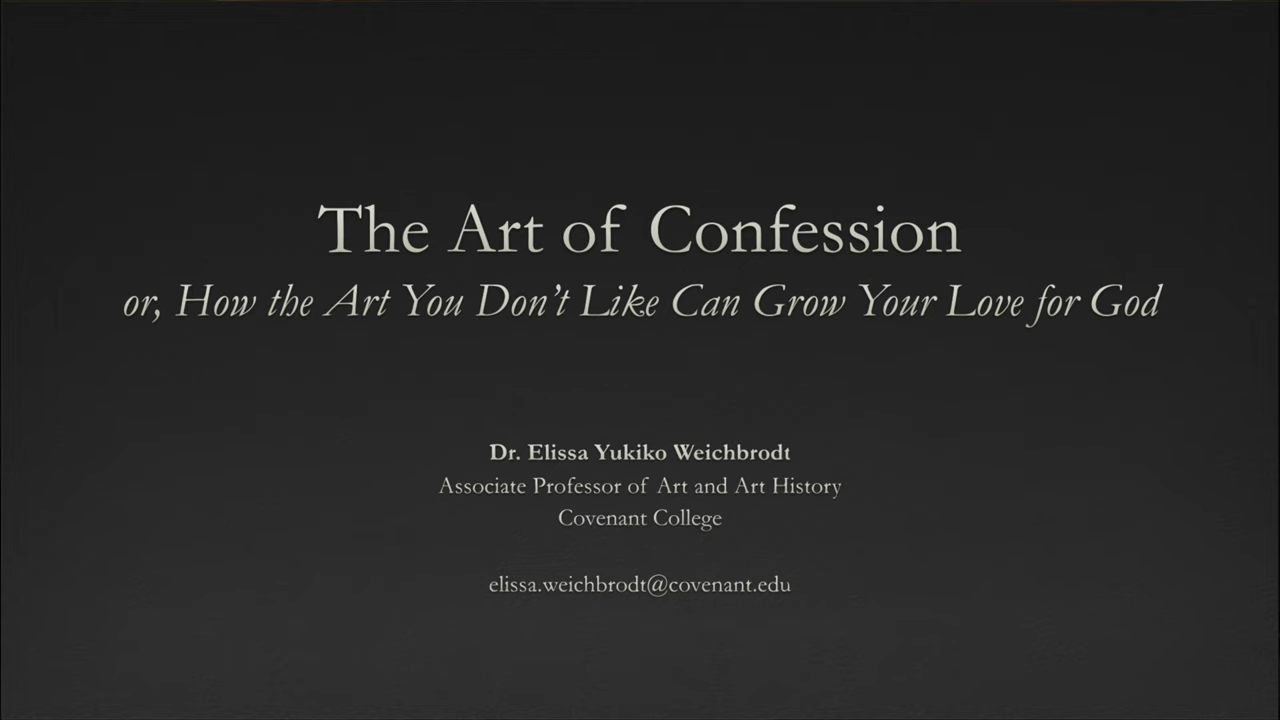 The Art of Confession
or, How the Art You Don't Like Can Grow Your Love for God
Dr. Elissa Yukiko Weichbrodt
Associate Professor of Art and Art History
Covenant College
elissa.weichbrodt@covenant.edu